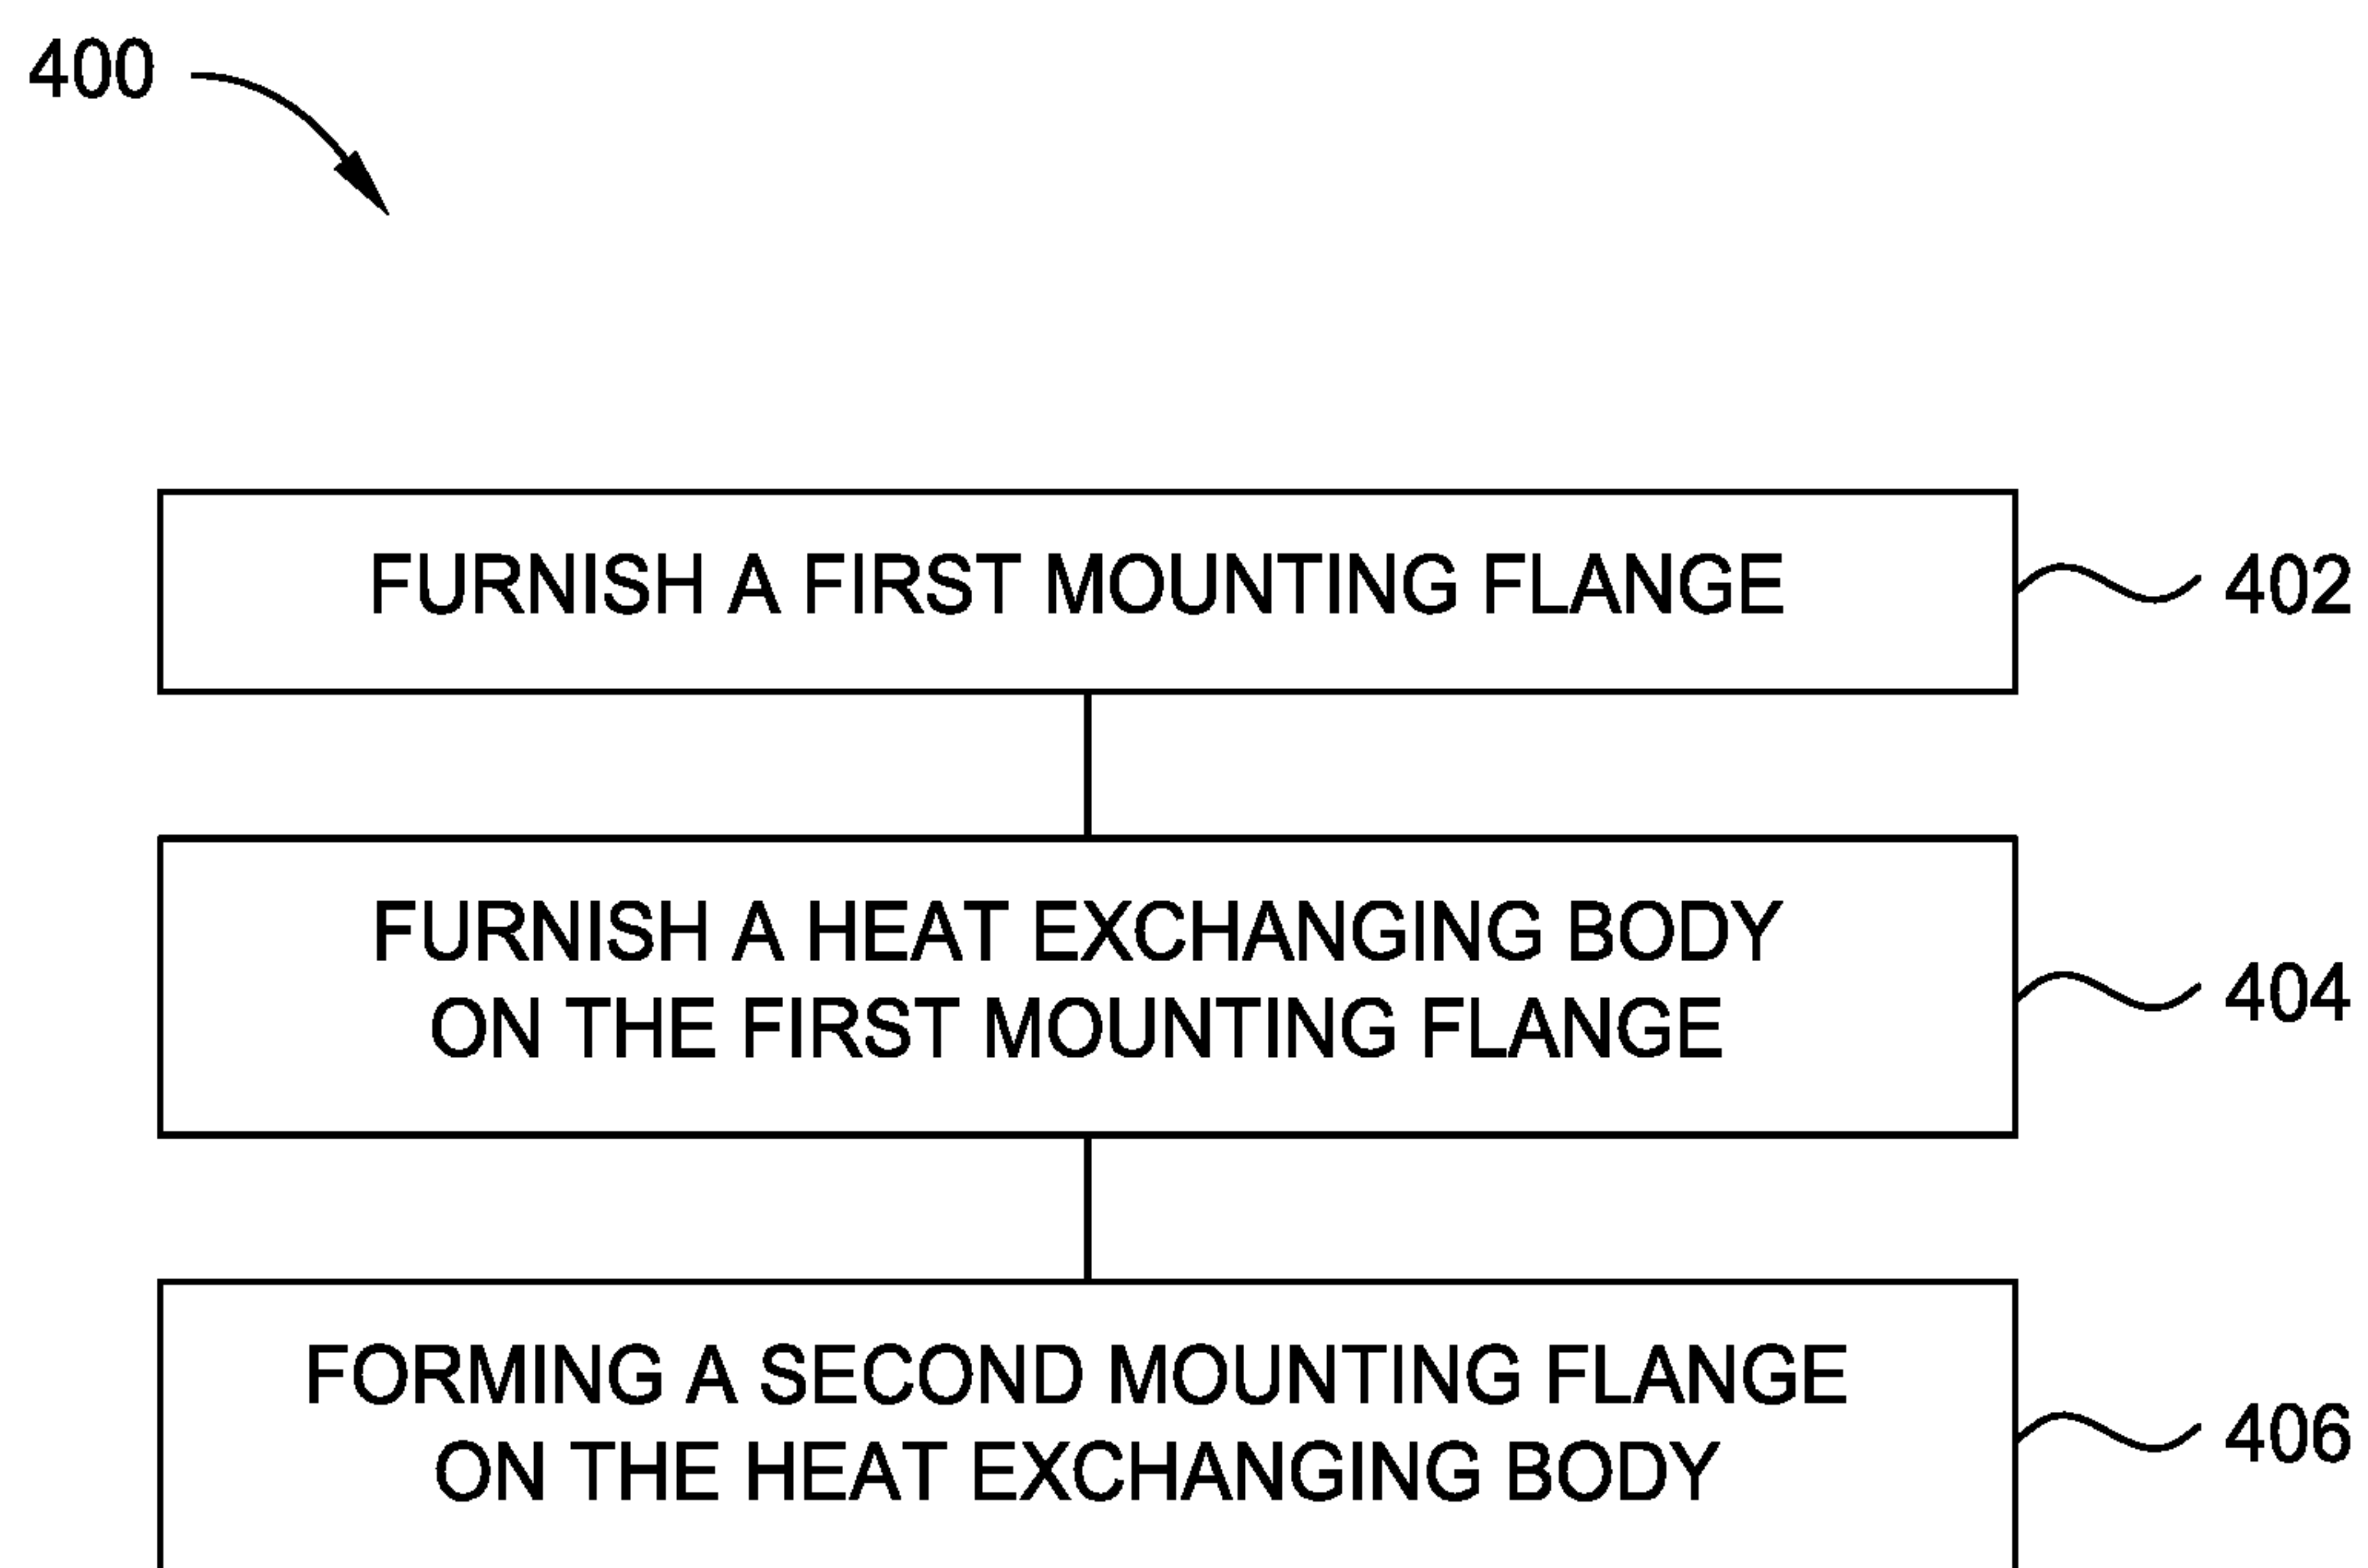 400
FURNISH A FIRST MOUNTING FLANGE
402
FURNISH A HEAT EXCHANGING BODY
ON THE FIRST MOUNTING FLANGE
404
FORMING A SECOND MOUNTING FLANGE
ON THE HEAT EXCHANGING BODY
406